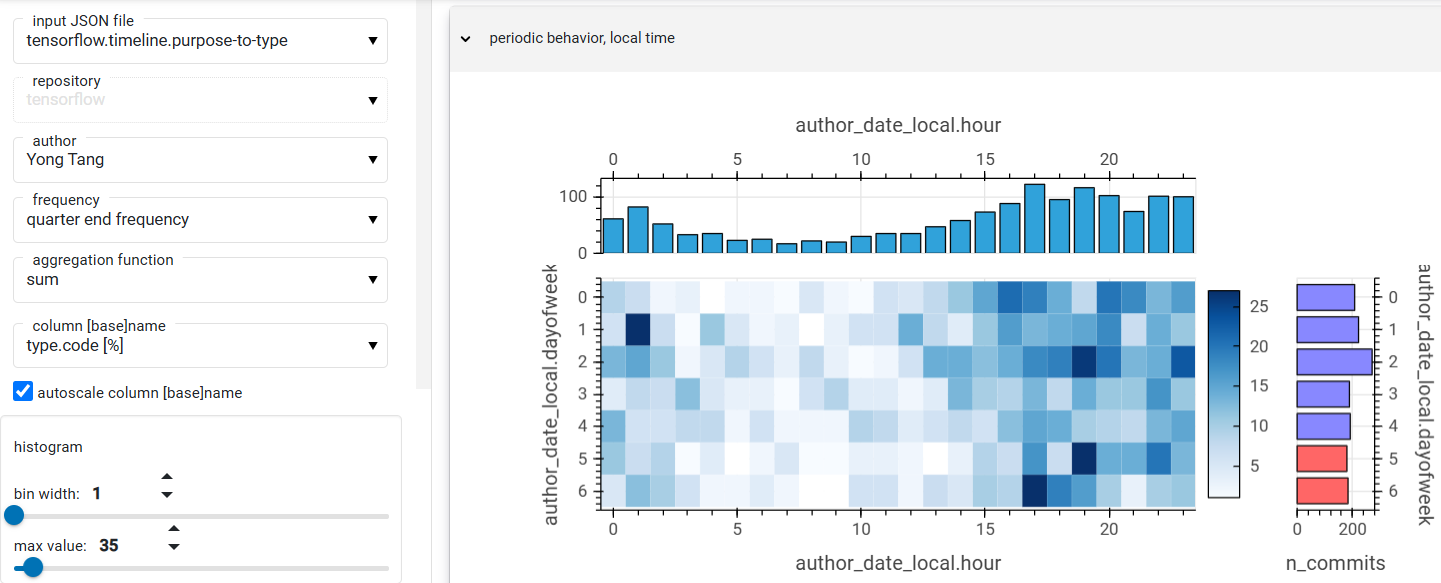 input JSON file
tensorflow.timeline.purpose-to-type
repository
tensorflow
author
Yong Tang
frequency
quarter end frequency
aggregation function
sum
column [base]name
type.code [%]
autoscale column [base]name
histogram
bin width: 1
max value: 35
periodic behavior, local time
author_date_local.hour
0 5 10 15 20
100
0
author_date_local.dayofweek
0
1
2
3
4
5
6
0 5 10 15 20
author_date_local.hour
25
20
15
10
5
0
1
2
3
4
5
6
author_date_local.dayofweek
0 200
n_commits